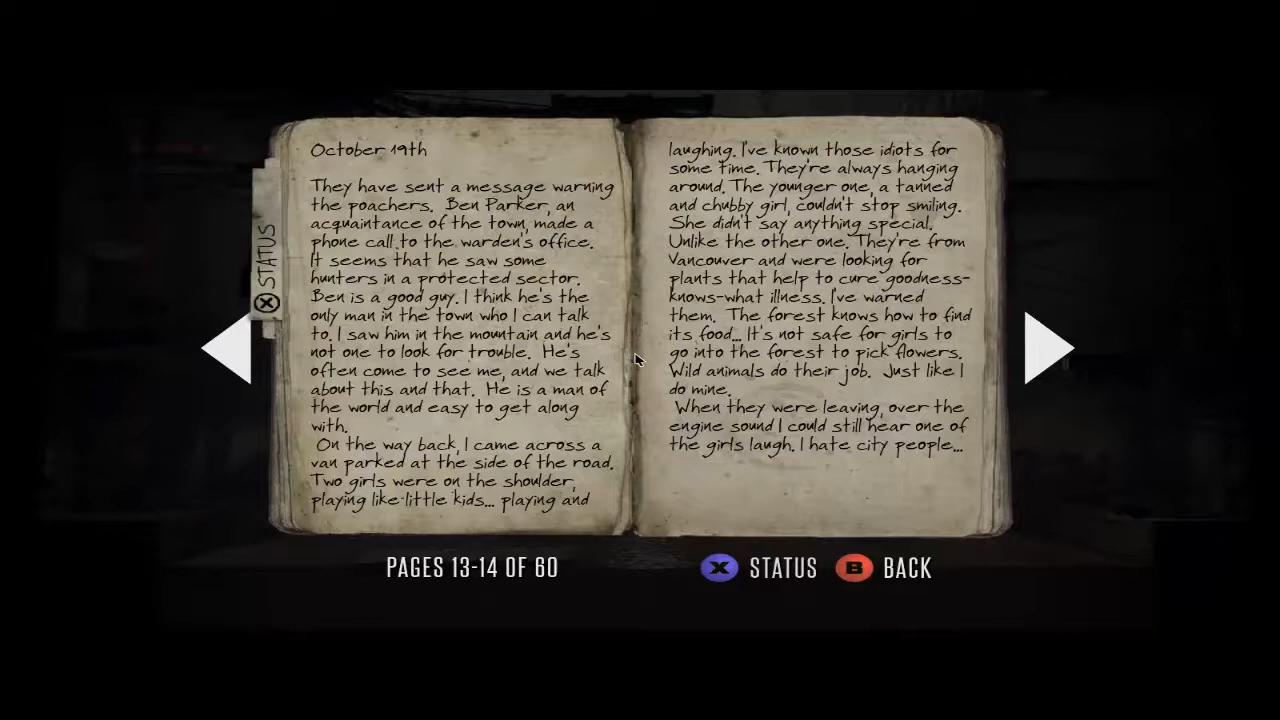 October 19th
They have sent a message warning
the poachers. Ben Parker, an
acquaintance of the town, made a
phone call to the warden's office.
It seems that he saw some
hunters in a protected sector.
Ben is a good guy. I think he's the
only man in the town who I can talk
to. I saw him in the mountain and he's
not one to look for trouble. He's
often come to see me, and we talk
about this and that. He is a man of
the world and easy to get along
with.
On the way back, I came across a
van parked at the side of the road.
Two girls were on the shoulder,
playing like little kids... playing and
laughing. I've known those idiots for
some time. They're always hanging
around. The younger one, a tanned
and chubby girl, couldn't stop smiling.
She didn't say anything special.
Unlike the other one. They're from
Vancouver and were looking for
plants that help to cure goodness-
knows-what illness. I've warned
them. The forest knows how to find
its food... It's not safe for girls to
go into the forest to pick flowers.
Wild animals do their job. Just like I
do mine.
When they were leaving, over the
engine sound I could still hear one of
the girls laugh. I hate city people...
X STATUS
PAGES 13-14 OF 60
X STATUS B BACK